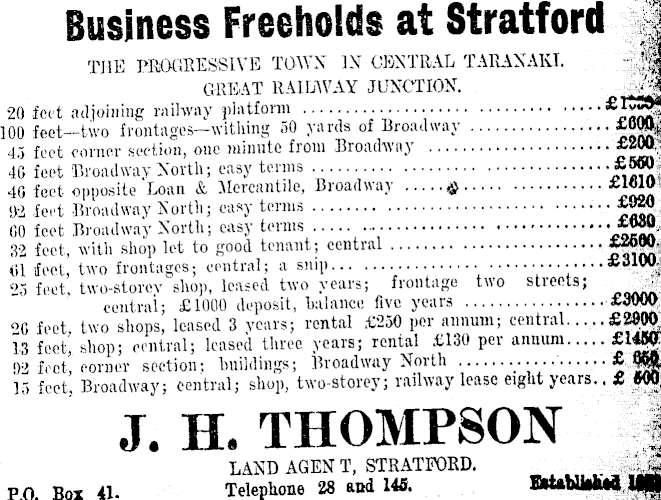 Business Freeholds at Stratford
THE PROGRESSIVE TOWN IN CENTRAL TARANAKI.
GREAT RAILWAY JUNCTION.
20 feet adjoining railway platform
100 feet—two frontages—withing 50 yards of Broadway £600
45 feet corner section, one minute from Broadway £200
46 feet Broadway North; easy terms £550
46 feet opposite Loan & Mercantile, Broadway £1610
92 feet Broadway North; easy terms £920
60 feet Broadway North; easy terms £630
32 feet, with shop let to good tenant; central £2500
61 feet, two frontages; central; a snip £3100
25 feet, two-storey shop, leased two years; frontage two streets;
central; £1000 deposit, balance five years £3000
26 feet, two shops, leased 3 years; rental £250 per annum; central £2900
13 feet, shop; central; leased three years; rental £130 per annum £1450
92 feet, corner section; buildings; Broadway North £ 650
15 feet, Broadway; central; shop, two-storey; railway lease eight years £ 500
J. H. THOMPSON
LAND AGENT, STRATFORD.
P.O. Box 41. Telephone 28 and 145. Established